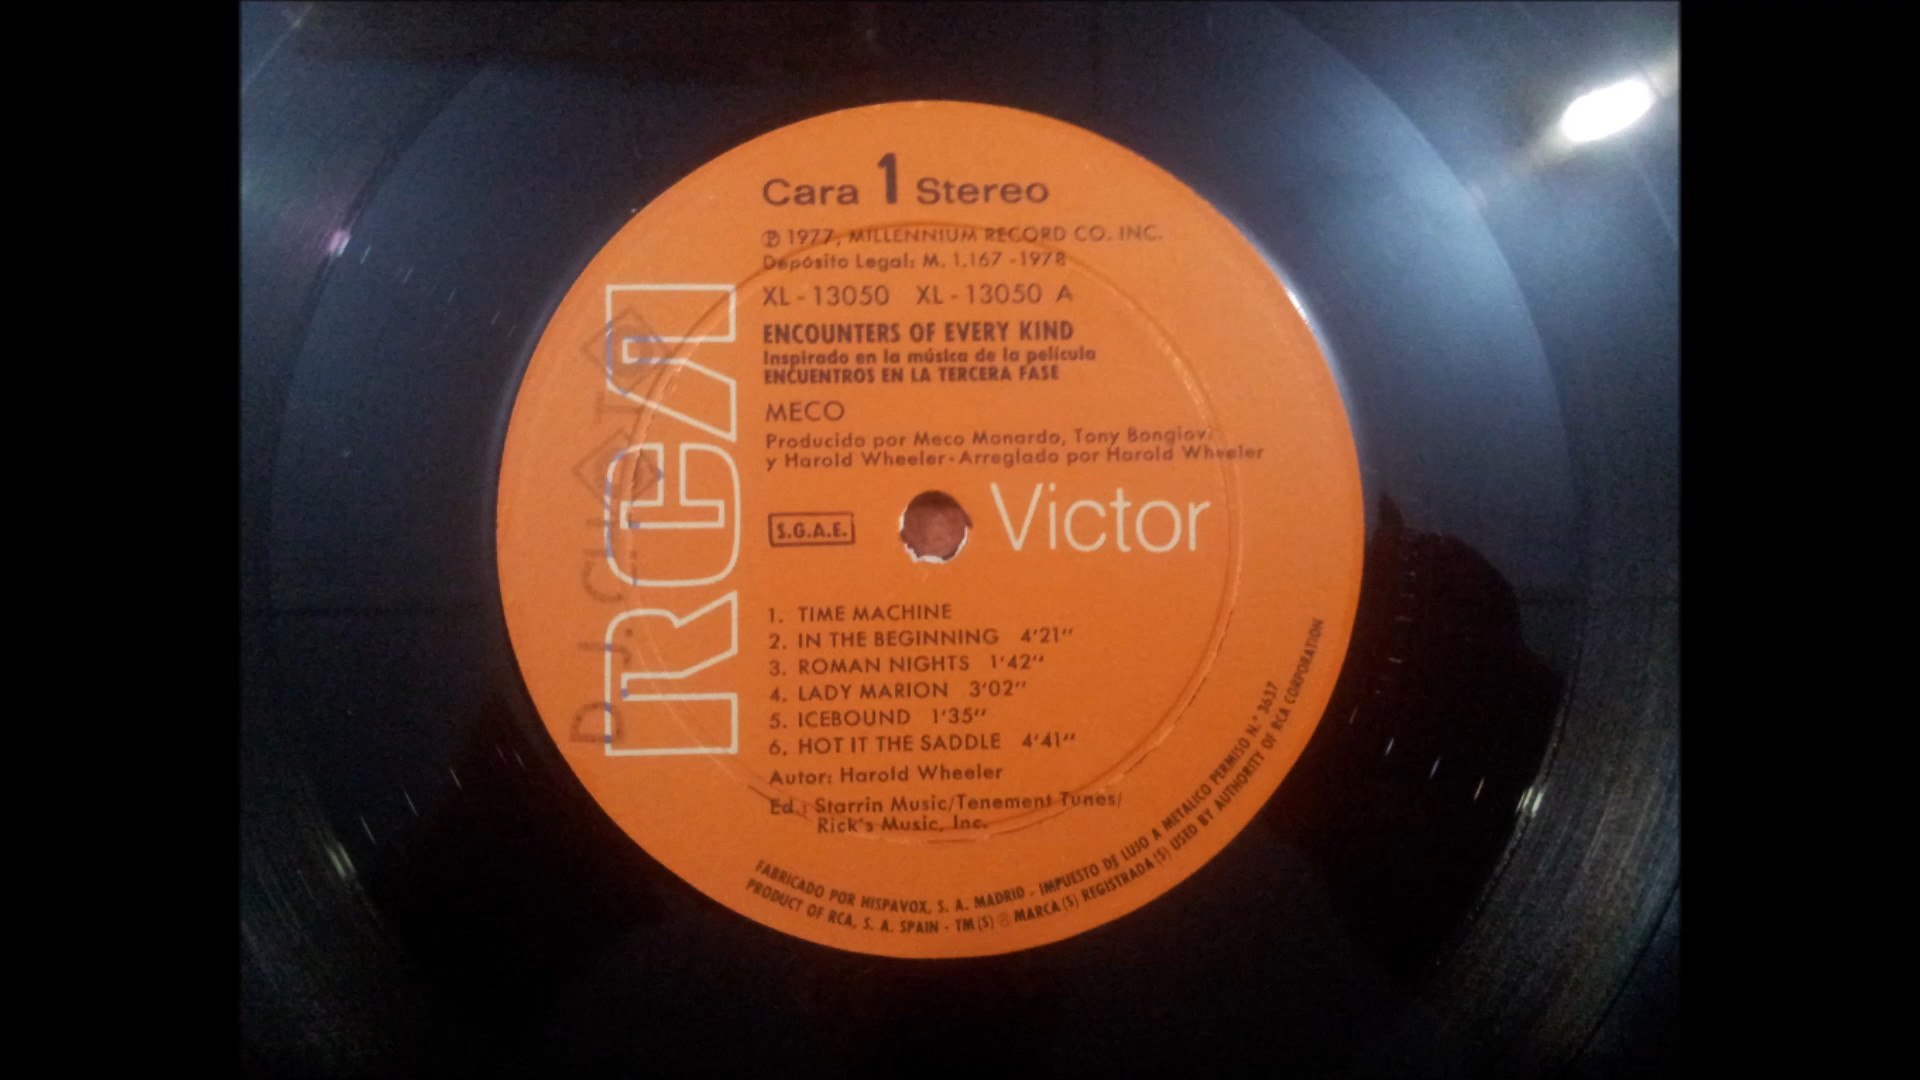 Cara 1 Stereo
℗ 1977, MILLENNIUM RECORD CO. INC.
Depósito Legal: M. 1.167 -1978
XL - 13050 XL - 13050 A
ENCOUNTERS OF EVERY KIND
Inspirado en la música de la película
ENCUENTROS EN LA TERCERA FASE
MECO
Producido por Meco Monardo, Tony Bongiovi
y Harold Wheeler - Arreglado por Harold Wheeler
RCA
S.G.A.E.
Victor
1. TIME MACHINE
2. IN THE BEGINNING 4'21"
3. ROMAN NIGHTS 1'42"
4. LADY MARION 3'02"
5. ICEBOUND 1'35"
6. HOT IT THE SADDLE 4'41"
Autor: Harold Wheeler
Ed.: Starrin Music/Tenement Tunes/
Rick's Music, Inc.
FABRICADO POR HISPAVOX, S. A. MADRID - IMPUESTO DE LUJO A METALICO PERMISO N.° 3637
PRODUCT OF RCA, S. A. SPAIN - TM (S) ® MARCA (S) REGISTRADA (S) USED BY AUTHORITY OF RCA CORPORATION
D.J.